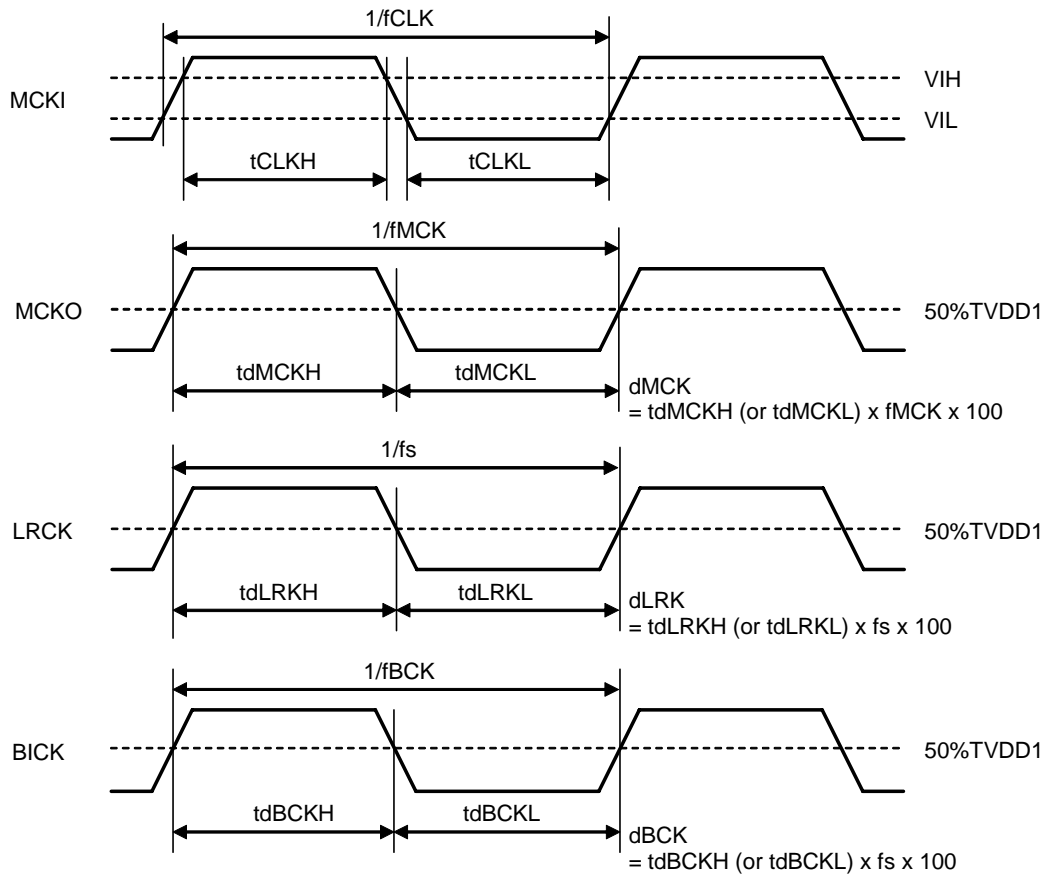 1/fCLK
MCKI
VIH
VIL
tCLKH
tCLKL
1/fMCK
MCKO
50%TVDD1
tdMCKH
tdMCKL
dMCK
= tdMCKH (or tdMCKL) x fMCK x 100
1/fs
LRCK
50%TVDD1
tdLRKH
tdLRKL
dLRK
= tdLRKH (or tdLRKL) x fs x 100
1/fBCK
BICK
50%TVDD1
tdBCKH
tdBCKL
dBCK
= tdBCKH (or tdBCKL) x fs x 100